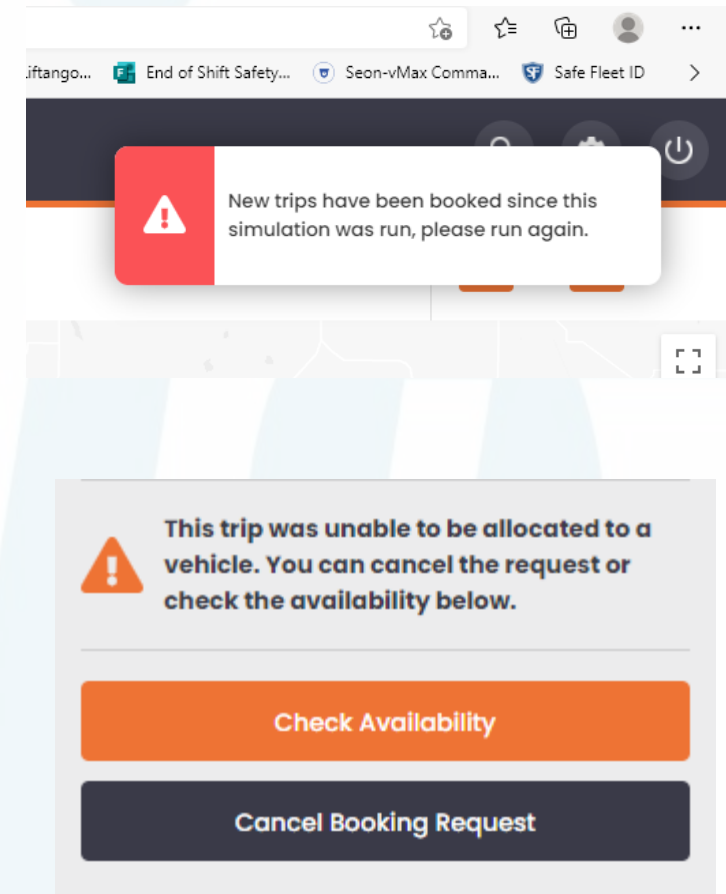 iftango... End of Shift Safety... Seon-vMax Comma... Safe Fleet ID
New trips have been booked since this
simulation was run, please run again.
This trip was unable to be allocated to a
vehicle. You can cancel the request or
check the availability below.
Check Availability
Cancel Booking Request